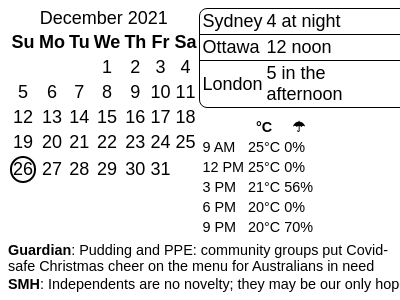 December 2021
Su Mo Tu We Th Fr Sa
1 2 3 4
5 6 7 8 9 10 11
12 13 14 15 16 17 18
19 20 21 22 23 24 25
26 27 28 29 30 31
Sydney 4 at night
Ottawa 12 noon
London 5 in the
afternoon
°C ☂
9 AM 25°C 0%
12 PM 25°C 0%
3 PM 21°C 56%
6 PM 20°C 0%
9 PM 20°C 70%
Guardian: Pudding and PPE: community groups put Covid-
safe Christmas cheer on the menu for Australians in need
SMH: Independents are no novelty; they may be our only hop